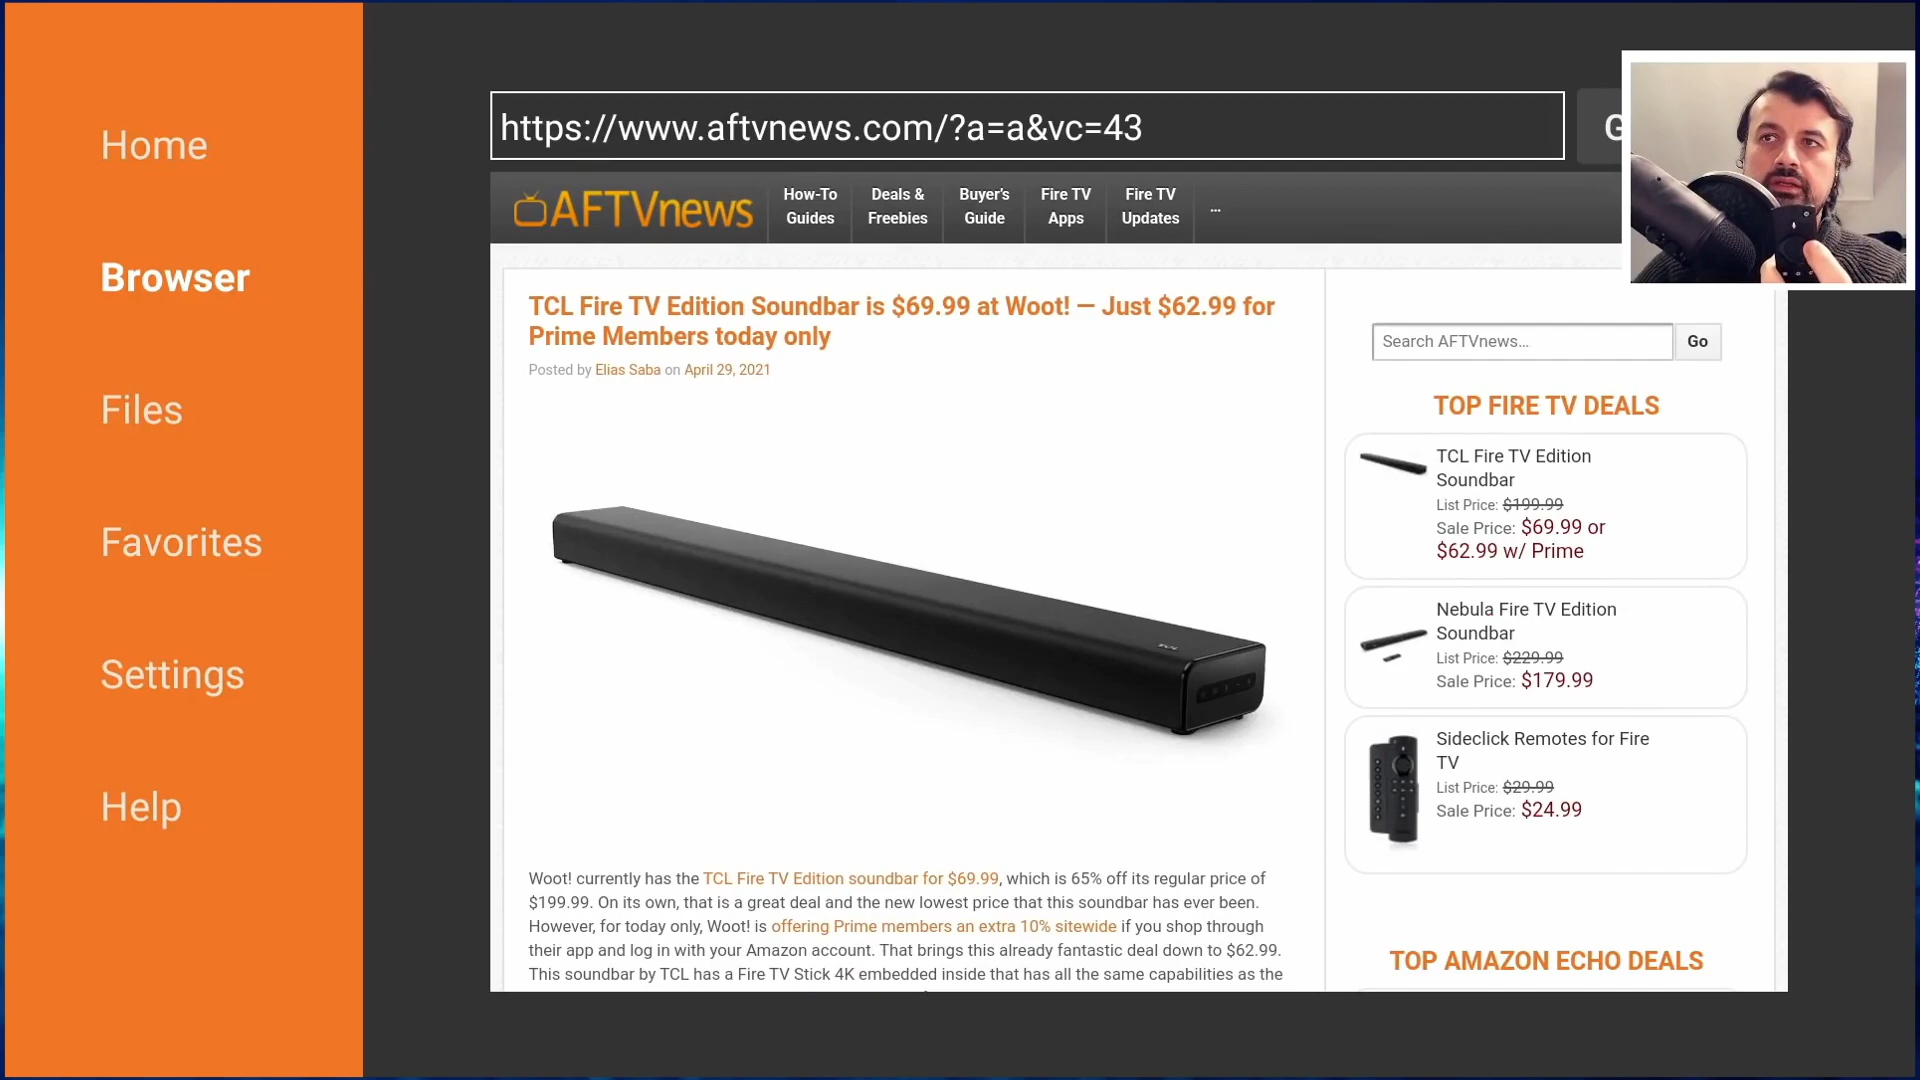 Home
Browser
Files
Favorites
Settings
Help
https://www.aftvnews.com/?a=a&vc=43
G
AFTVnews
How-To
Guides
Deals &
Freebies
Buyer's
Guide
Fire TV
Apps
Fire TV
Updates
...
TCL Fire TV Edition Soundbar is $69.99 at Woot! — Just $62.99 for
Prime Members today only
Posted by Elias Saba on April 29, 2021
TCL
Woot! currently has the TCL Fire TV Edition soundbar for $69.99, which is 65% off its regular price of
$199.99. On its own, that is a great deal and the new lowest price that this soundbar has ever been.
However, for today only, Woot! is offering Prime members an extra 10% sitewide if you shop through
their app and log in with your Amazon account. That brings this already fantastic deal down to $62.99.
This soundbar by TCL has a Fire TV Stick 4K embedded inside that has all the same capabilities as the
Search AFTVnews...
Go
TOP FIRE TV DEALS
TCL Fire TV Edition
Soundbar
List Price: $199.99
Sale Price: $69.99 or
$62.99 w/ Prime
Nebula Fire TV Edition
Soundbar
List Price: $229.99
Sale Price: $179.99
Sideclick Remotes for Fire
TV
List Price: $29.99
Sale Price: $24.99
TOP AMAZON ECHO DEALS